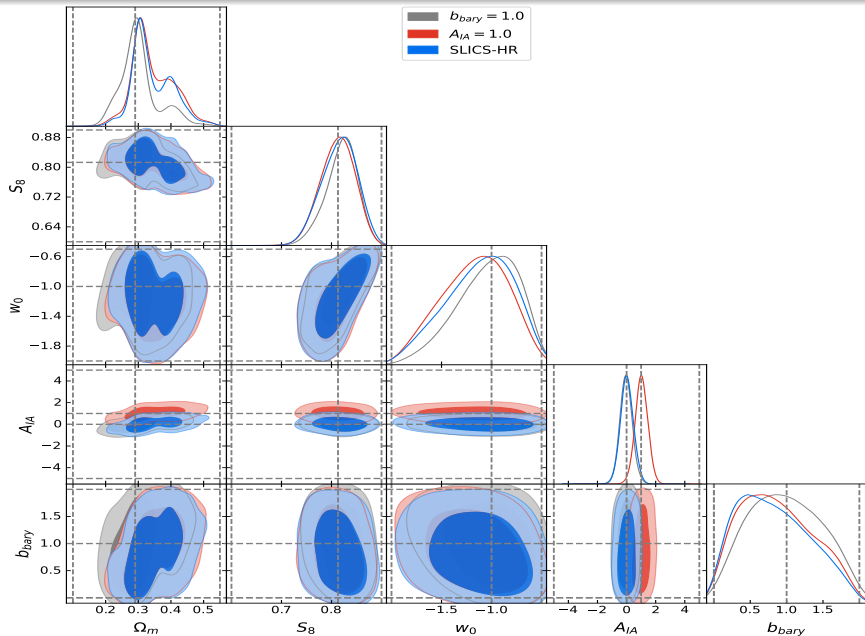 b_bary = 1.0
A_IA = 1.0
SLICS-HR
0.88
0.80
0.72
0.64
S_8
−0.6
−1.0
−1.4
−1.8
w_0
4
2
0
−2
−4
A_IA
1.5
1.0
0.5
b_bary
0.2 0.3 0.4 0.5
0.7 0.8
−1.5 −1.0
−4 −2 0 2 4
0.5 1.0 1.5
Ω_m S_8 w_0 A_IA b_bary